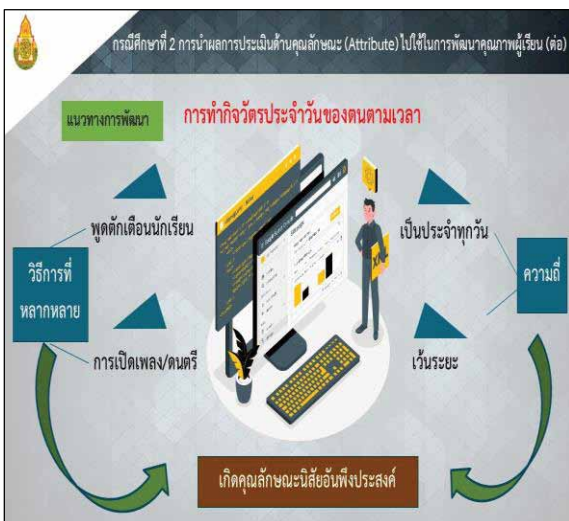 กรณีศึกษาที่ 2 การนำผลการประเมินด้านคุณลักษณะ (Attribute) ไปใช้ในการพัฒนาคุณภาพผู้เรียน (ต่อ)
แนวทางการพัฒนา
การทำกิจวัตรประจำวันของตนตามเวลา
พูดตักเตือนนักเรียน
เป็นประจำทุกวัน
วิธีการที่
หลากหลาย
ความถี่
การเปิดเพลง/ดนตรี
เว้นระยะ
เกิดคุณลักษณะนิสัยอันพึงประสงค์